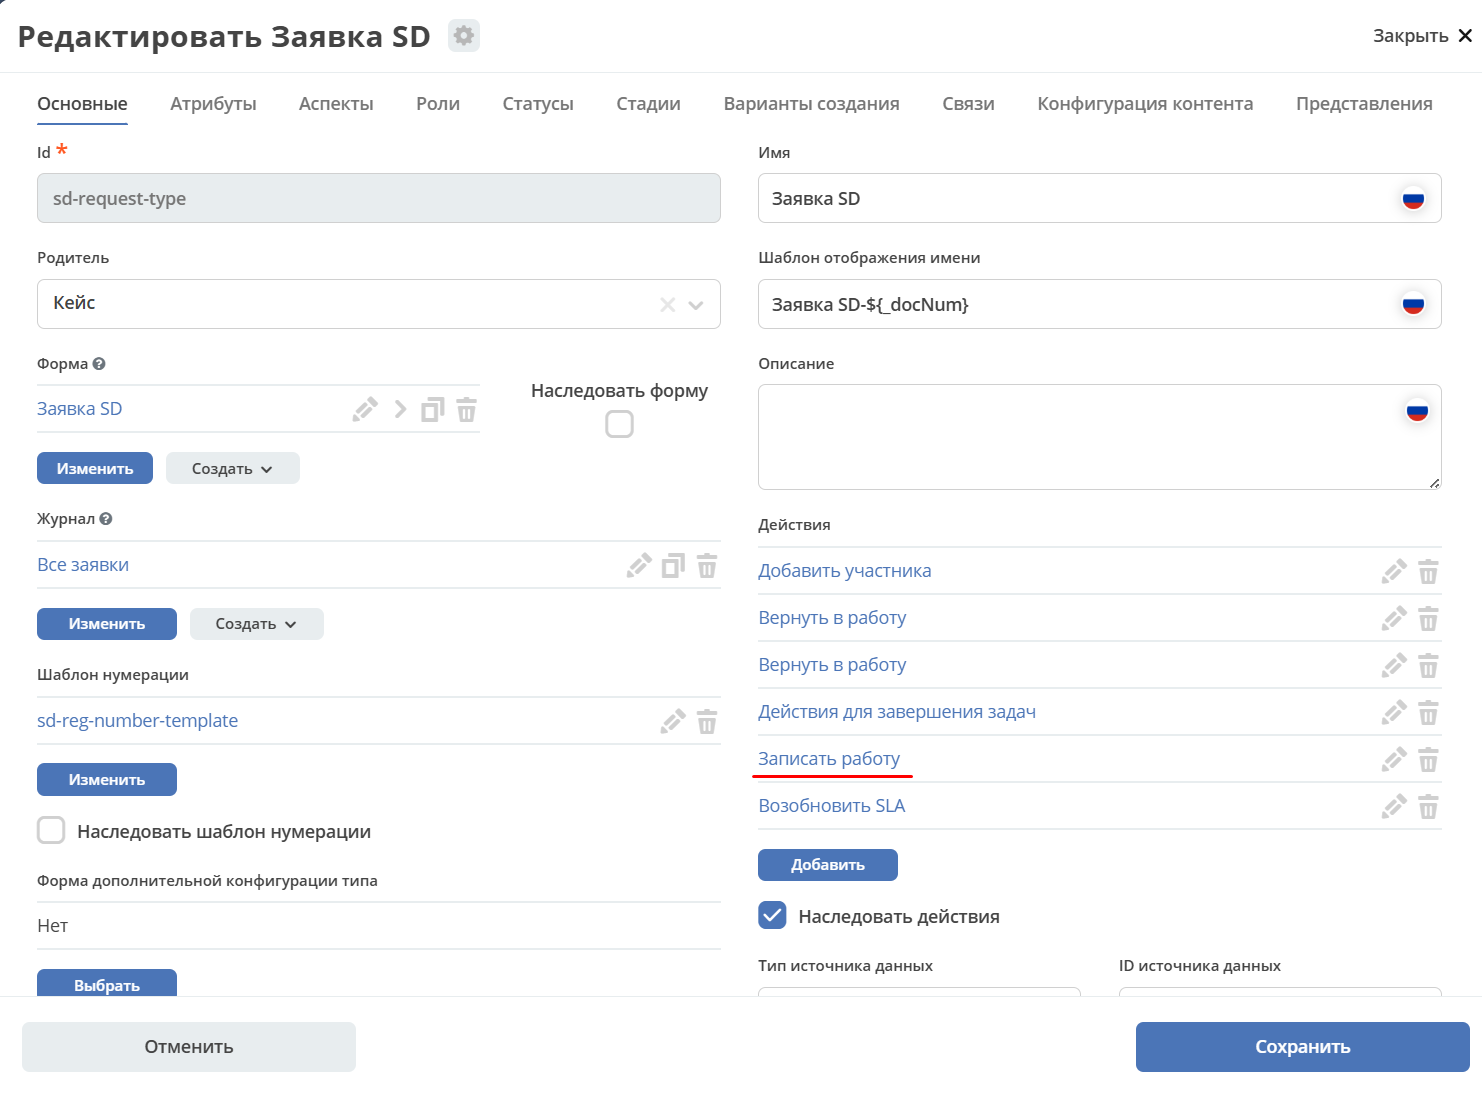 Редактировать Заявка SD
Закрыть
Основные Атрибуты Аспекты Роли Статусы Стадии Варианты создания Связи Конфигурация контента Представления
Id *
sd-request-type
Имя
Заявка SD
Родитель
Кейс
Шаблон отображения имени
Заявка SD-${_docNum}
Форма
Заявка SD
Наследовать форму
Изменить Создать
Описание
Журнал
Все заявки
Изменить Создать
Шаблон нумерации
sd-reg-number-template
Изменить
Наследовать шаблон нумерации
Форма дополнительной конфигурации типа
Нет
Выбрать
Действия
Добавить участника
Вернуть в работу
Вернуть в работу
Действия для завершения задач
Записать работу
Возобновить SLA
Добавить
Наследовать действия
Тип источника данных ID источника данных
Отменить Сохранить